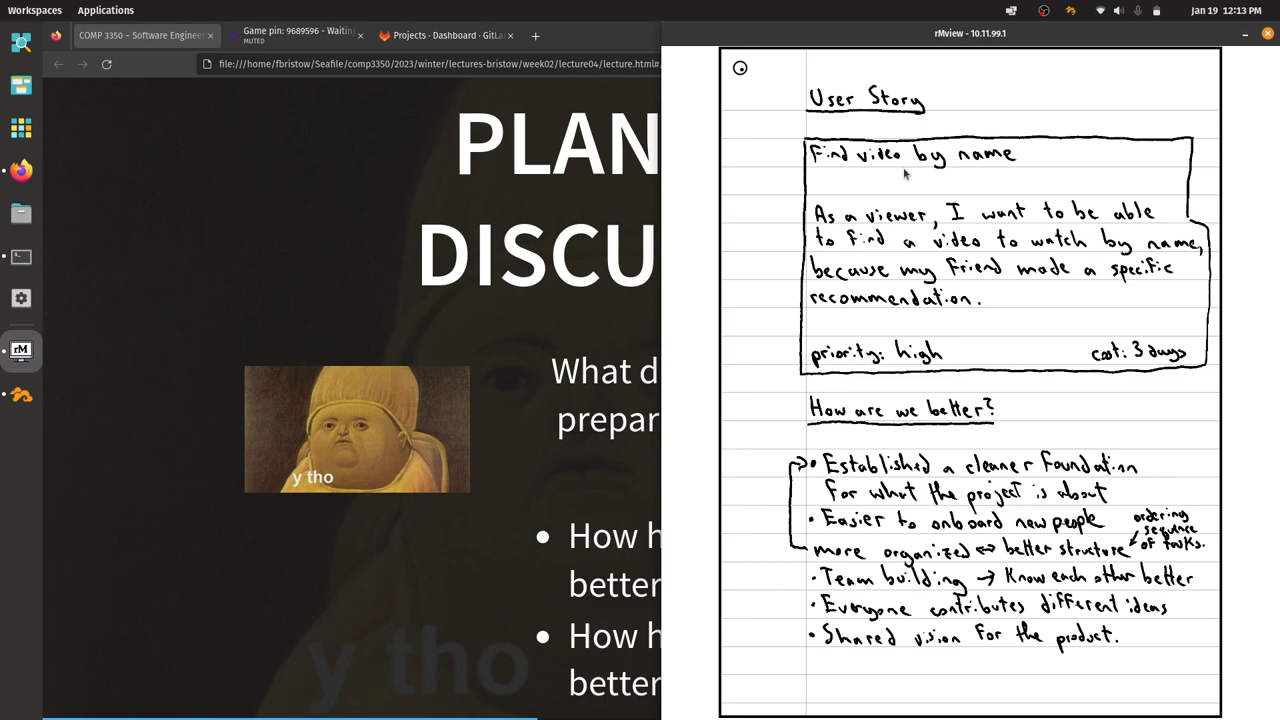 Workspaces Applications Jan 19 12:13 PM
COMP 3350 – Software Enginee
Game pin: 9689596 - Waitin
MUTED
Projects · Dashboard · GitLa
file:///home/fbristow/Seafile/comp3350/2023/winter/lectures-bristow/week02/lecture04/lecture.html#
PLAN
DISCU
What d
prepar
y tho
How h
better
How h
better
y tho
rM
rMview - 10.11.99.1
User Story
Find video by name
As a viewer, I want to be able
to find a video to watch by name,
because my friend made a specific
recommendation.
priority: high cost: 3 days
How are we better?
• Established a cleaner foundation
for what the project is about
• Easier to onboard new people
ordering
sequence
of tasks.
more organized ↔ better structure
• Team building → Know each other better
• Everyone contributes different ideas
• Shared vision for the product.